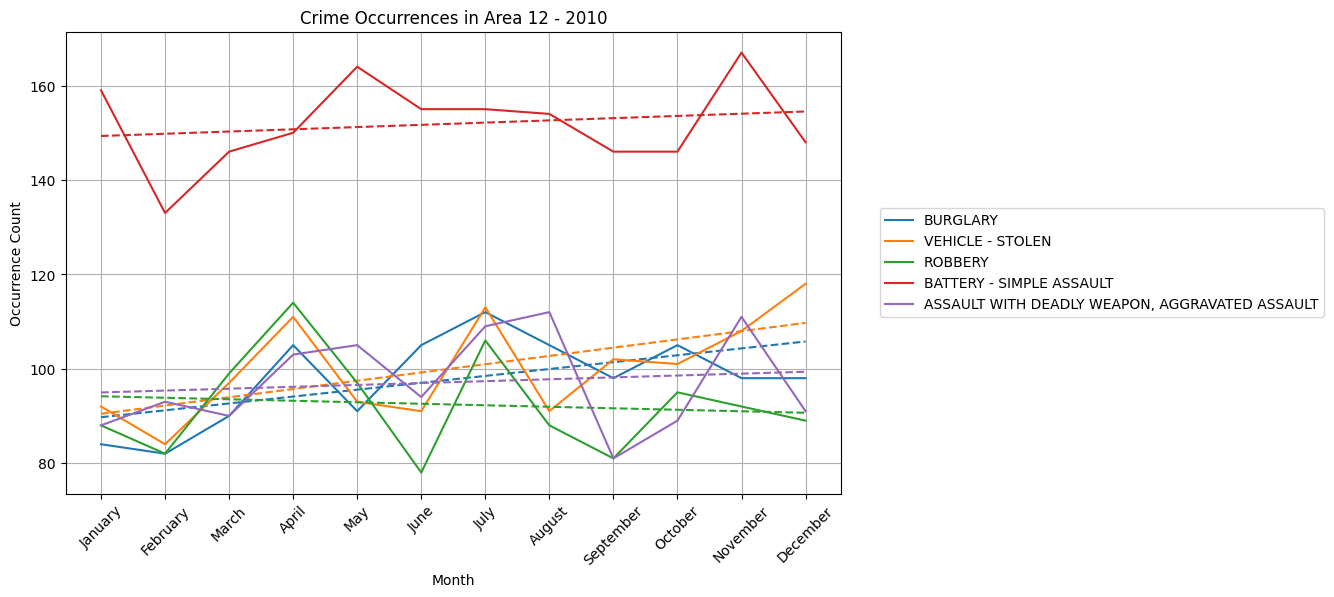 Crime Occurrences in Area 12 - 2010
Occurrence Count
160
140
120
100
80
January
February
March
April
May
June
July
August
September
October
November
December
Month
BURGLARY
VEHICLE - STOLEN
ROBBERY
BATTERY - SIMPLE ASSAULT
ASSAULT WITH DEADLY WEAPON, AGGRAVATED ASSAULT